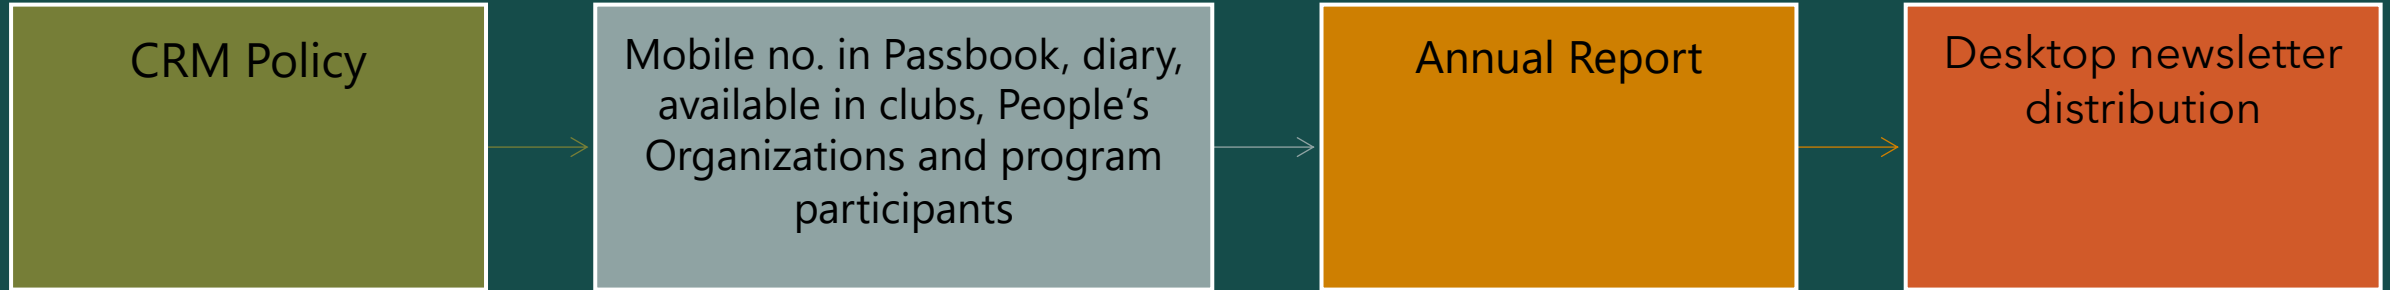 CRM Policy
Mobile no. in Passbook, diary,
available in clubs, People’s
Organizations and program
participants
Annual Report
Desktop newsletter
distribution